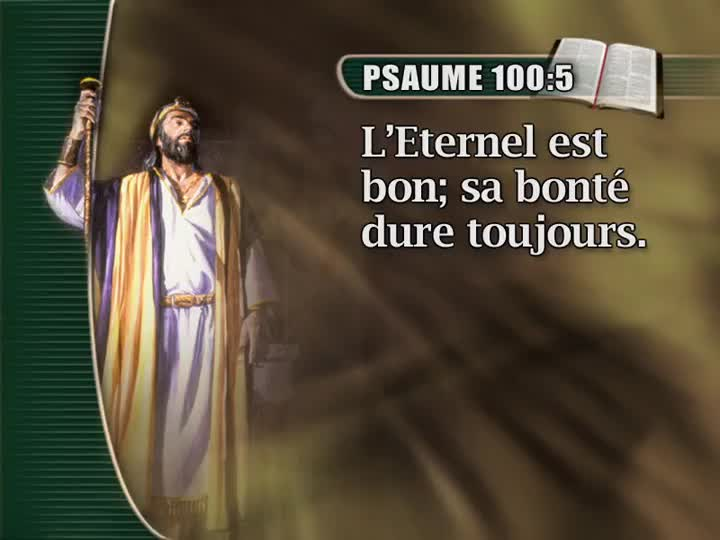 PSAUME 100:5
L’Eternel est
bon; sa bonté
dure toujours.